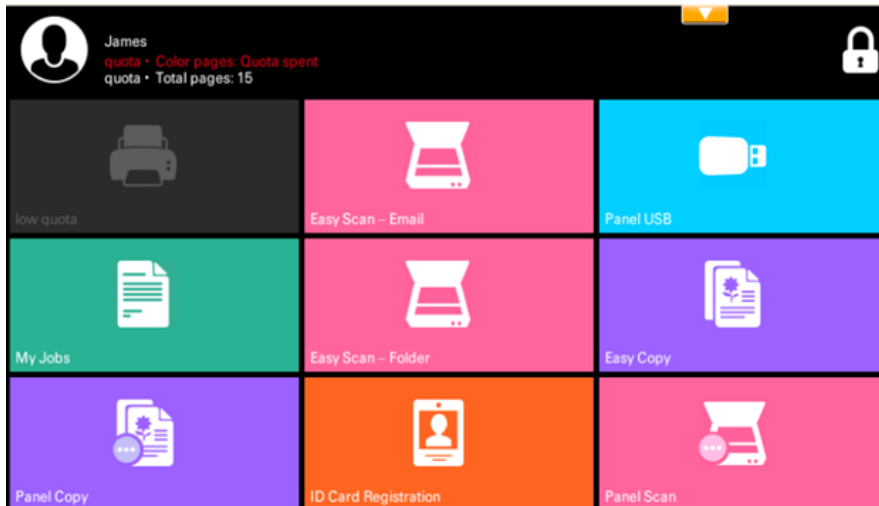 James
quota • Color pages: Quota spent
quota • Total pages: 15
low quota
Easy Scan – Email
Panel USB
My Jobs
Easy Scan – Folder
Easy Copy
Panel Copy
ID Card Registration
Panel Scan